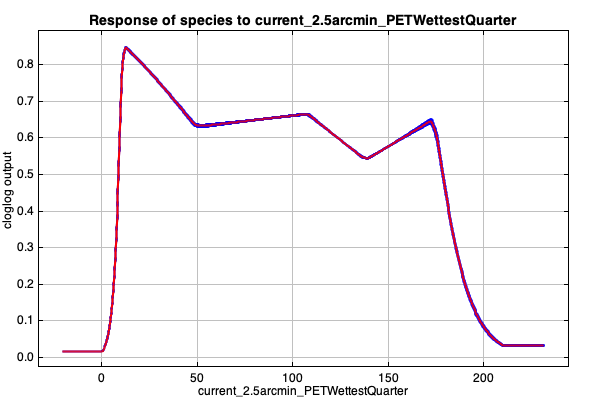 Response of species to current_2.5arcmin_PETWettestQuarter
cloglog output
0.8
0.7
0.6
0.5
0.4
0.3
0.2
0.1
0.0
0 50 100 150 200
current_2.5arcmin_PETWettestQuarter